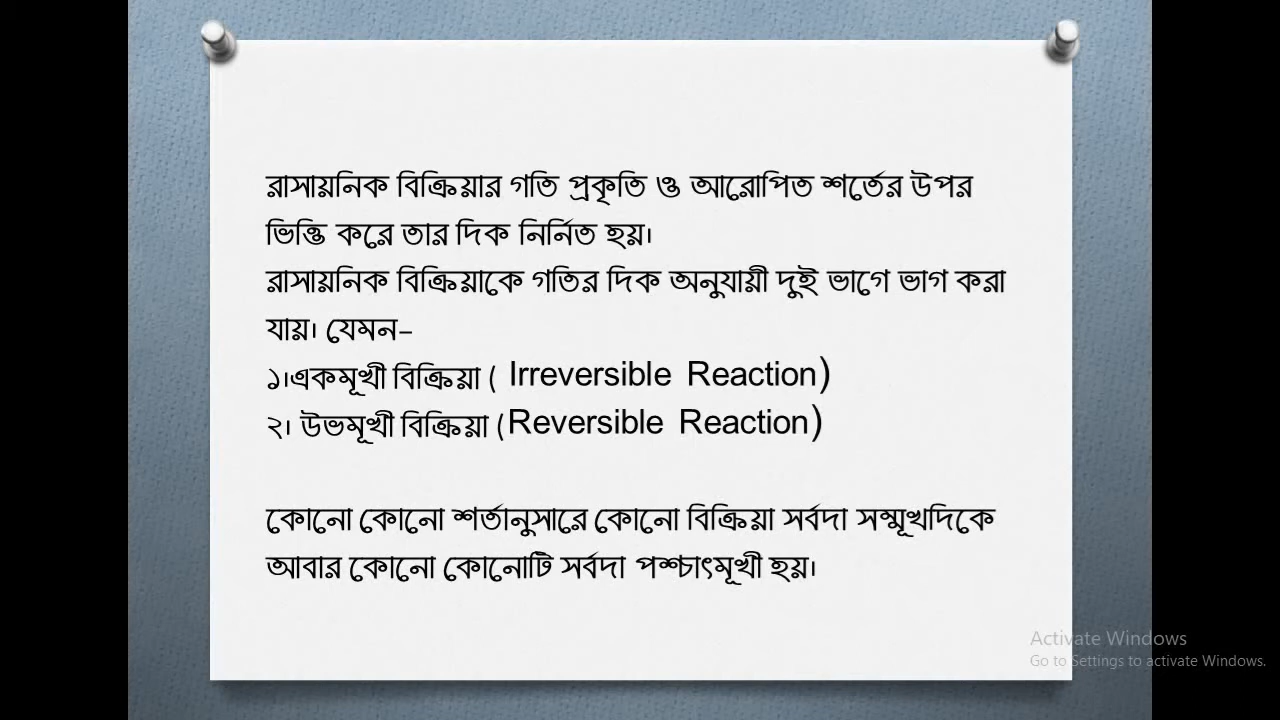 রাসায়নিক বিক্রিয়ার গতি প্রকৃতি ও আরোপিত শর্তের উপর
ভিত্তি করে তার দিক নির্নিত হয়।
রাসায়নিক বিক্রিয়াকে গতির দিক অনুযায়ী দুই ভাগে ভাগ করা
যায়। যেমন–
১।একমূখী বিক্রিয়া ( Irreversible Reaction)
২। উভমূখী বিক্রিয়া (Reversible Reaction)
কোনো কোনো শর্তানুসারে কোনো বিক্রিয়া সর্বদা সম্মূখদিকে
আবার কোনো কোনোটি সর্বদা পশ্চাৎমূখী হয়।
Activate Windows
Go to Settings to activate Windows.